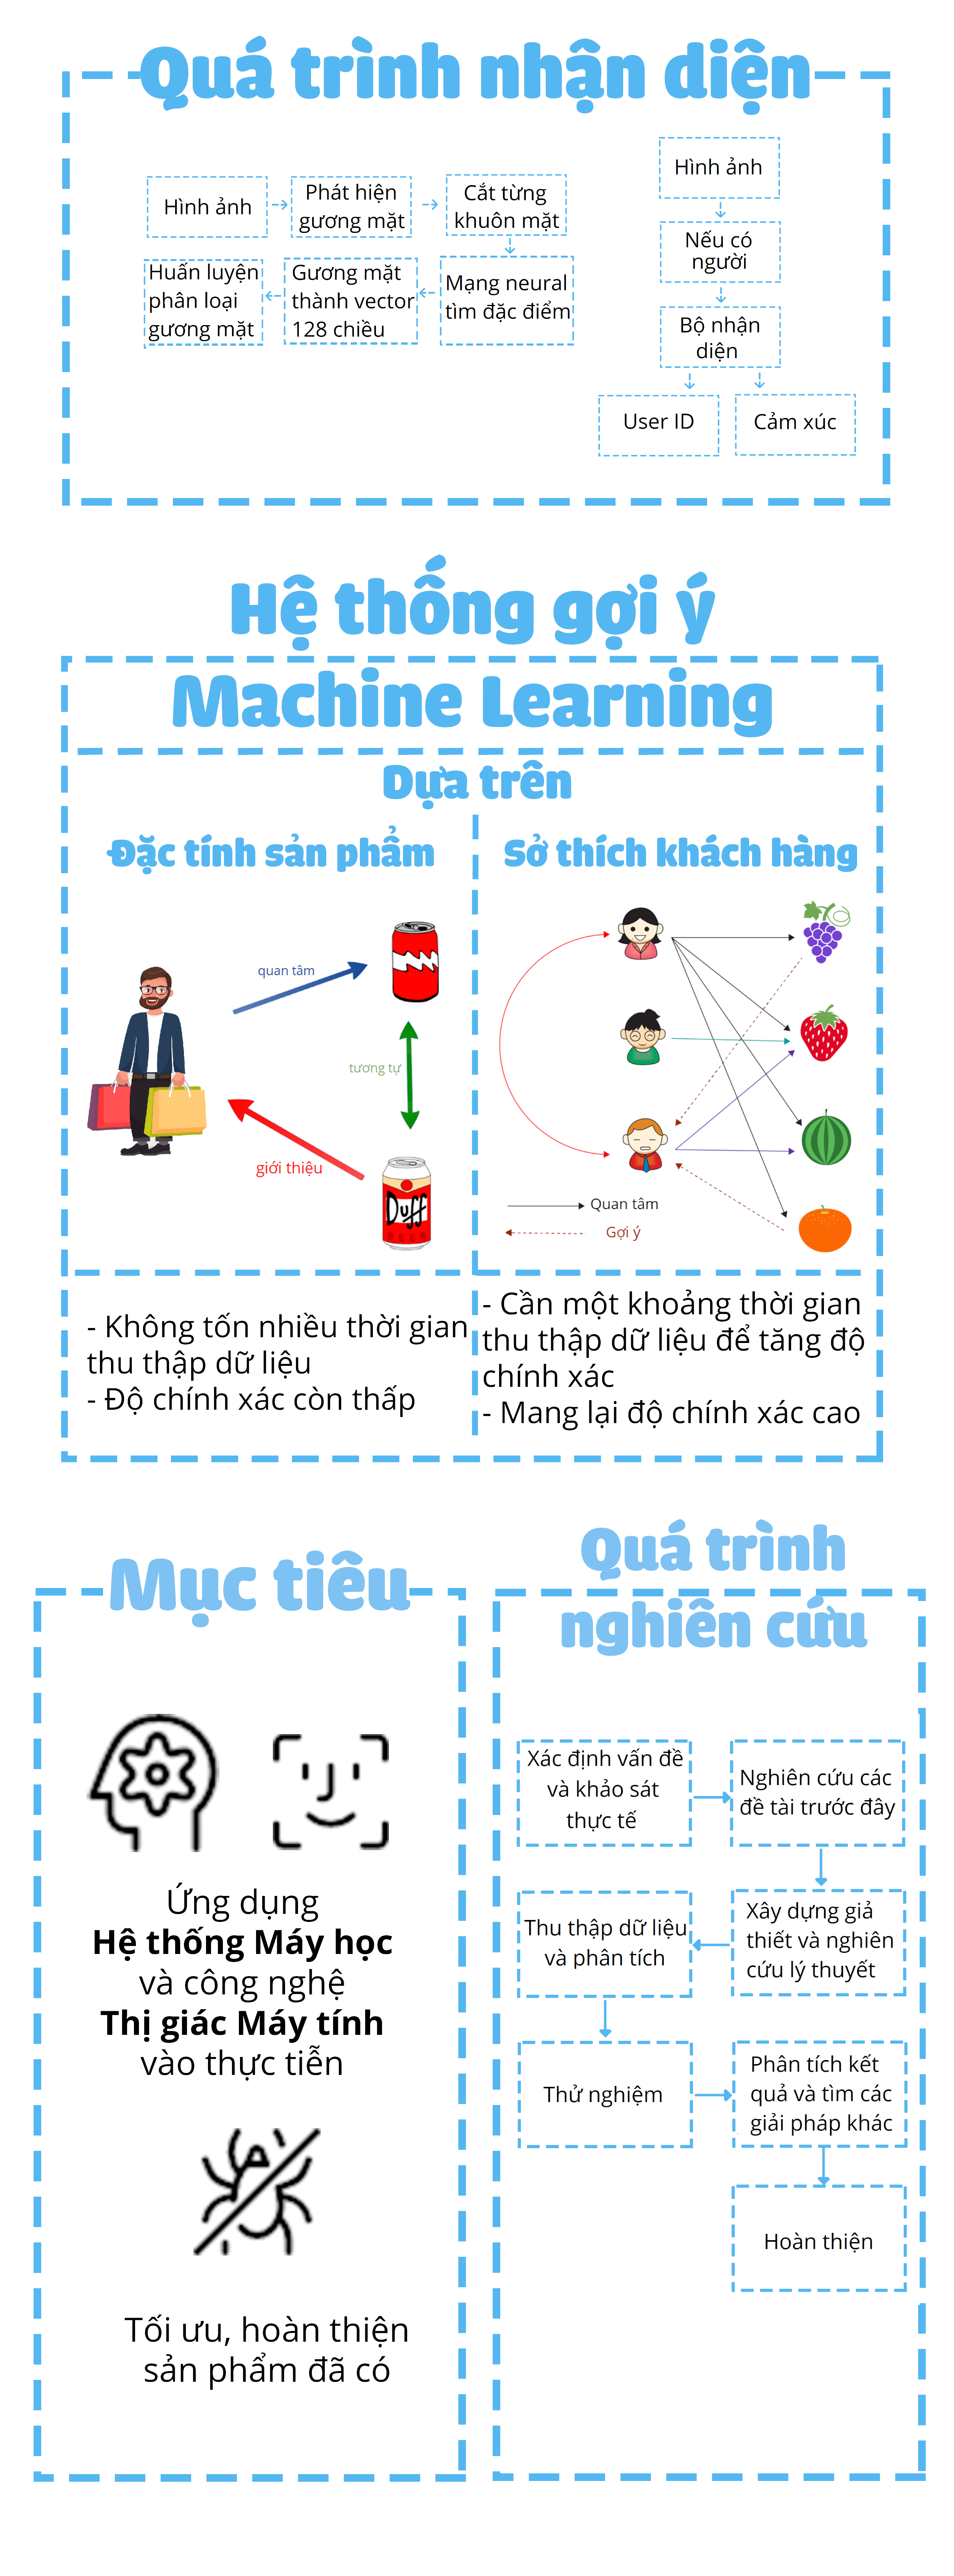 Quá trình nhận diện
Hình ảnh
Phát hiện
gương mặt
Cắt từng
khuôn mặt
Mạng neural
tìm đặc điểm
Gương mặt
thành vector
128 chiều
Huấn luyện
phân loại
gương mặt
Hình ảnh
Nếu có
người
Bộ nhận
diện
User ID
Cảm xúc
Hệ thống gợi ý
Machine Learning
Dựa trên
Đặc tính sản phẩm
quan tâm
tương tự
giới thiệu
Duff
- Không tốn nhiều thời gian
thu thập dữ liệu
- Độ chính xác còn thấp
Sở thích khách hàng
Quan tâm
Gợi ý
- Cần một khoảng thời gian
thu thập dữ liệu để tăng độ
chính xác
- Mang lại độ chính xác cao
Mục tiêu
Ứng dụng
Hệ thống Máy học
và công nghệ
Thị giác Máy tính
vào thực tiễn
Tối ưu, hoàn thiện
sản phẩm đã có
Quá trình
nghiên cứu
Xác định vấn đề
và khảo sát
thực tế
Nghiên cứu các
đề tài trước đây
Xây dựng giả
thiết và nghiên
cứu lý thuyết
Thu thập dữ liệu
và phân tích
Thử nghiệm
Phân tích kết
quả và tìm các
giải pháp khác
Hoàn thiện